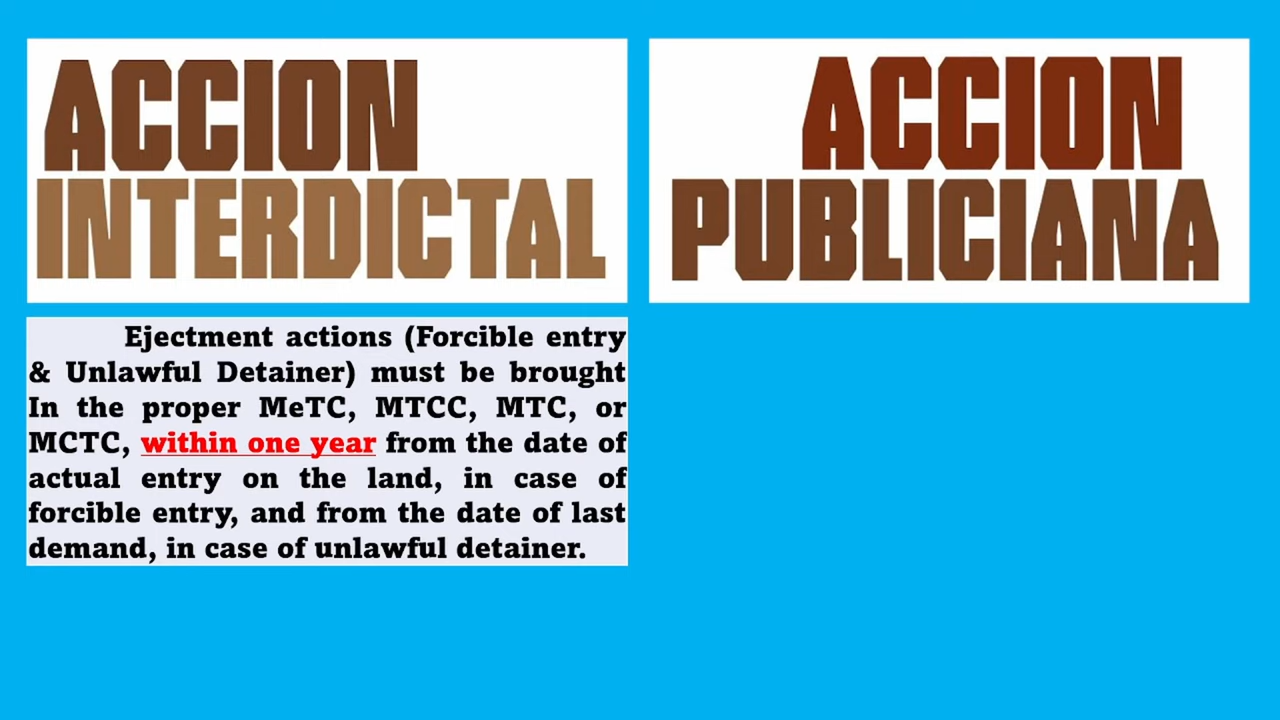 ACCION
INTERDICTAL
ACCION
PUBLICIANA
Ejectment actions (Forcible entry
& Unlawful Detainer) must be brought
In the proper MeTC, MTCC, MTC, or
MCTC, within one year from the date of
actual entry on the land, in case of
forcible entry, and from the date of last
demand, in case of unlawful detainer.